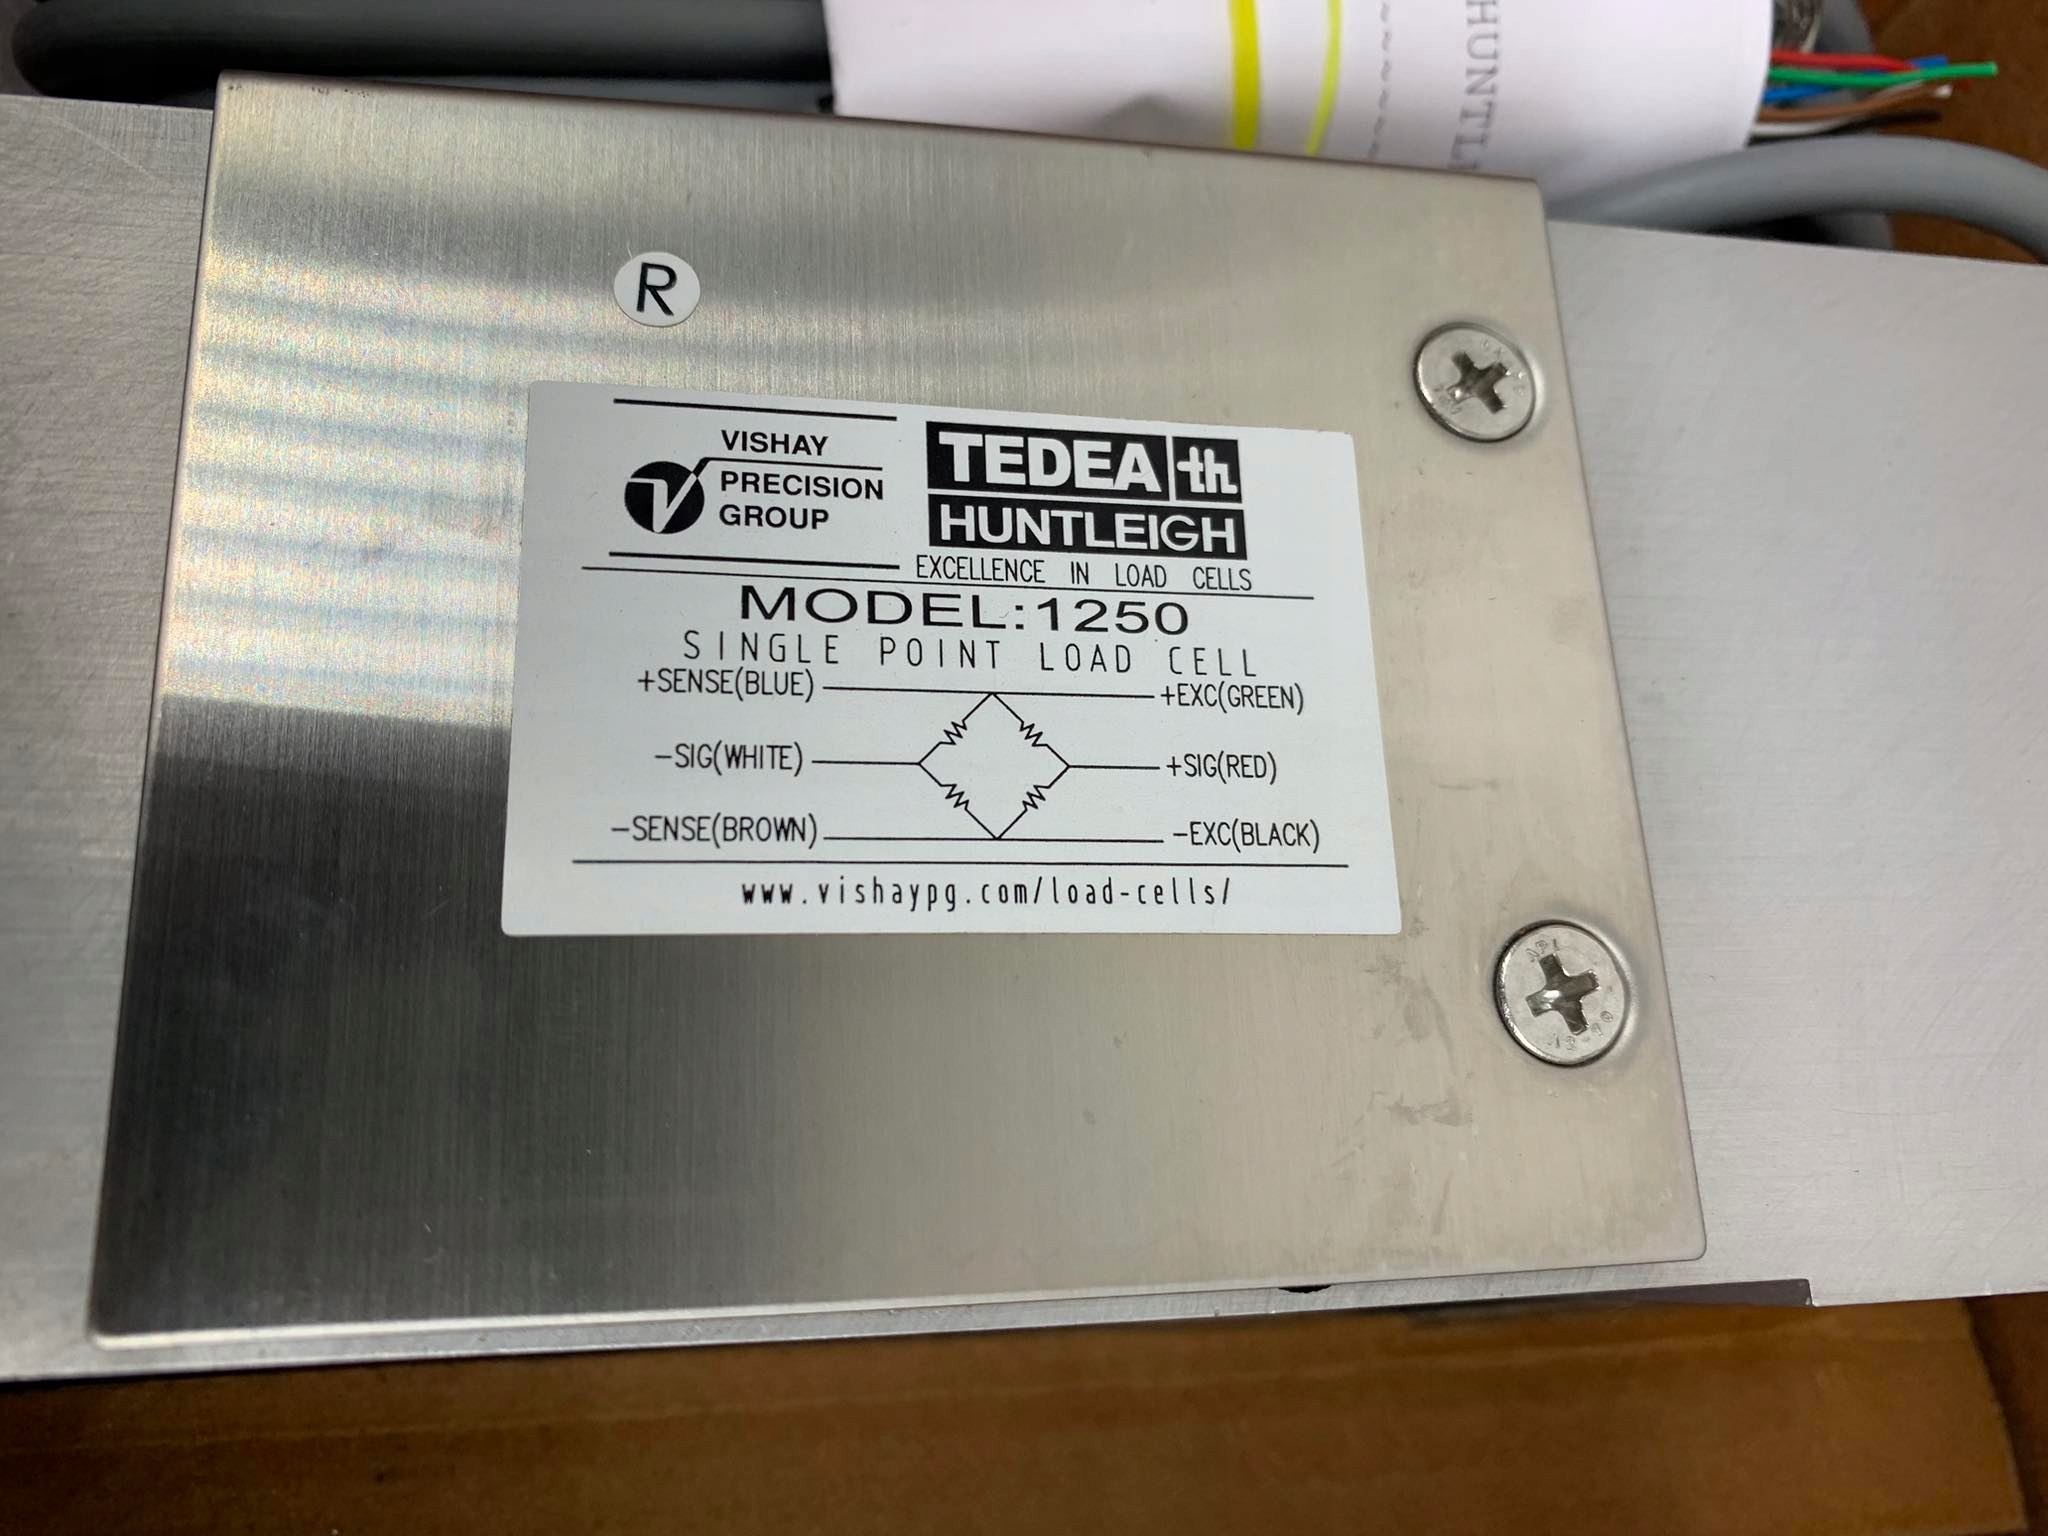 HUNTL
R
VISHAY
PRECISION
GROUP
TEDEA th
HUNTLEIGH
EXCELLENCE IN LOAD CELLS
MODEL:1250
SINGLE POINT LOAD CELL
+SENSE(BLUE) +EXC(GREEN)
-SIG(WHITE) +SIG(RED)
-SENSE(BROWN) -EXC(BLACK)
www.vishaypg.com/load-cells/